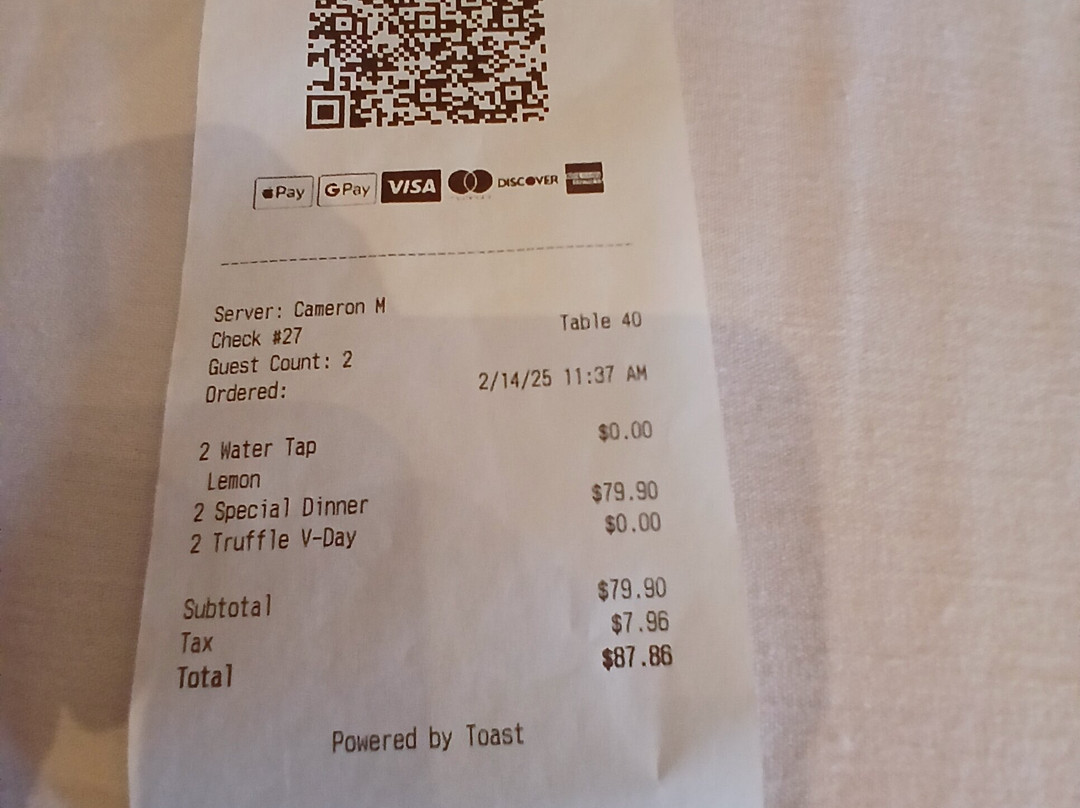 Pay
G Pay
VISA
DISCOVER
Server: Cameron M
Check #27
Table 40
Guest Count: 2
Ordered:
2/14/25 11:37 AM
2 Water Tap
$0.00
Lemon
2 Special Dinner
$79.90
2 Truffle V-Day
$0.00
Subtotal
$79.90
Tax
$7.96
Total
$87.86
Powered by Toast